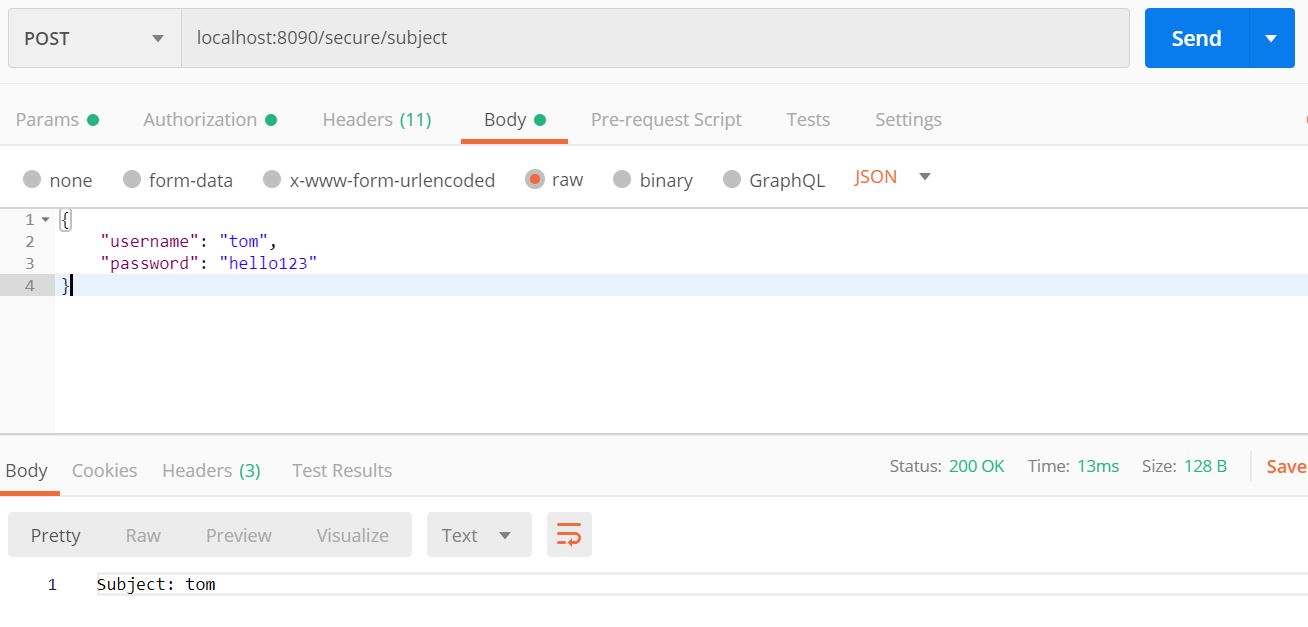 POST localhost:8090/secure/subject Send
Params Authorization Headers (11) Body Pre-request Script Tests Settings
none form-data x-www-form-urlencoded raw binary GraphQL JSON
1 {
2 "username": "tom",
3 "password": "hello123"
4 }
Body Cookies Headers (3) Test Results Status: 200 OK Time: 13ms Size: 128 B Save
Pretty Raw Preview Visualize Text
1 Subject: tom